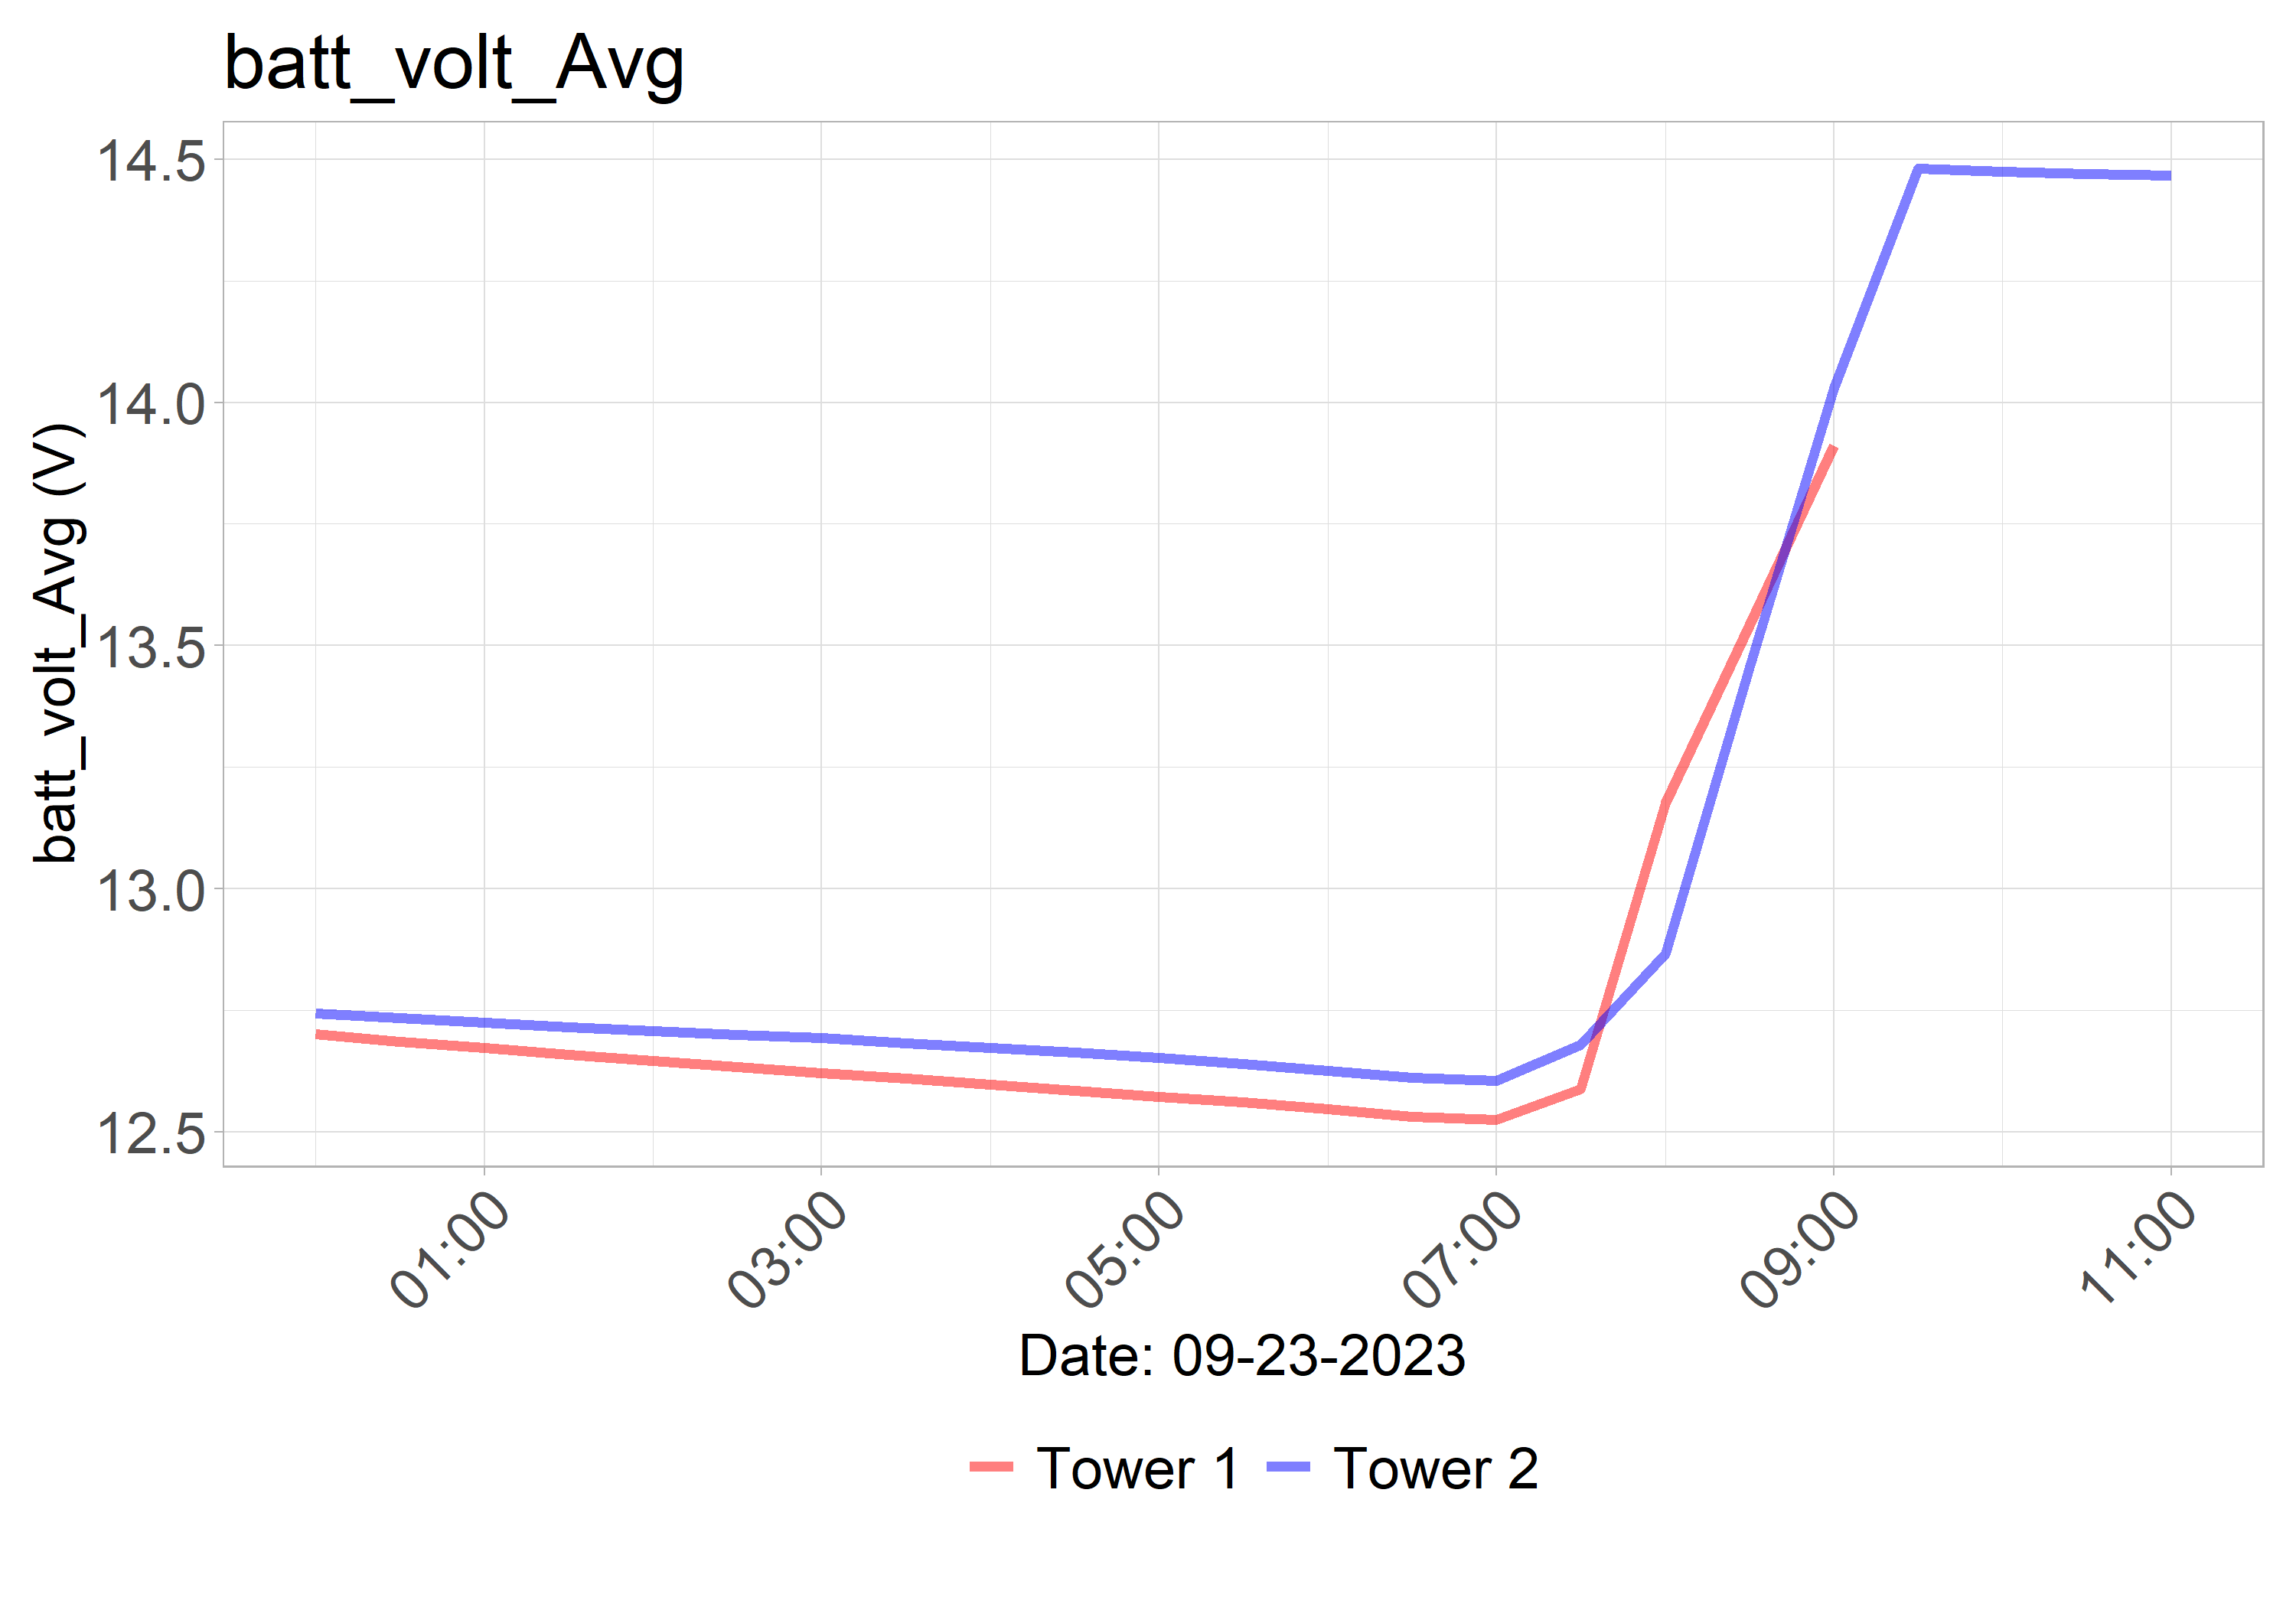 batt_volt_Avg
batt_volt_Avg (V)
14.5
14.0
13.5
13.0
12.5
01:00
03:00
05:00
07:00
09:00
11:00
Date: 09-23-2023
Tower 1
Tower 2